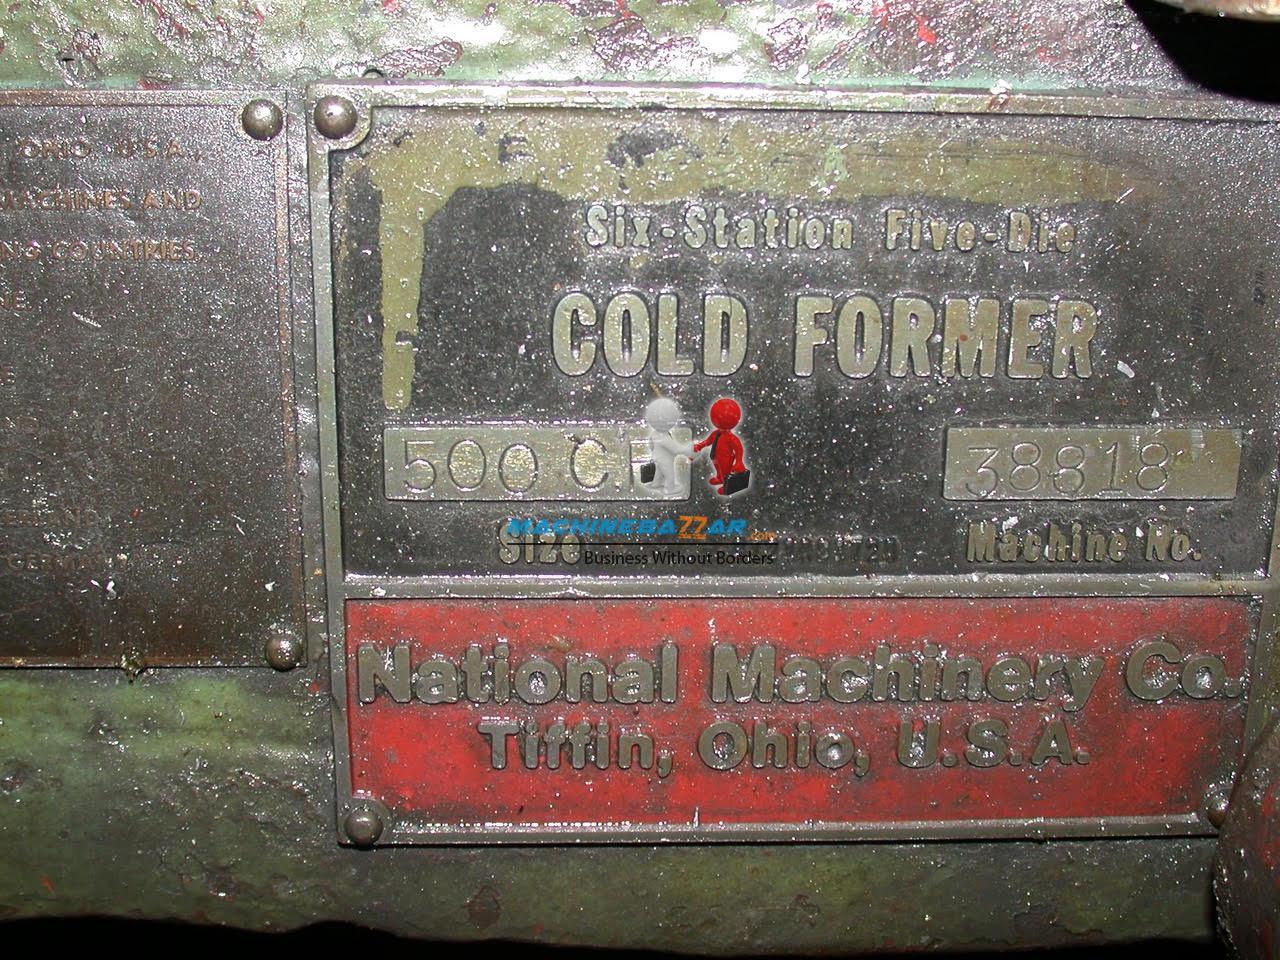 OHIO U.S.A.,
MACHINES AND
COUNTRIES
Six-Station Five-Die
COLD FORMER
500 CF
38818
Size
Machine No.
National Machinery Co.
Tiffin, Ohio, U.S.A.
MACHINEBAZZAR.com
Business Without Borders